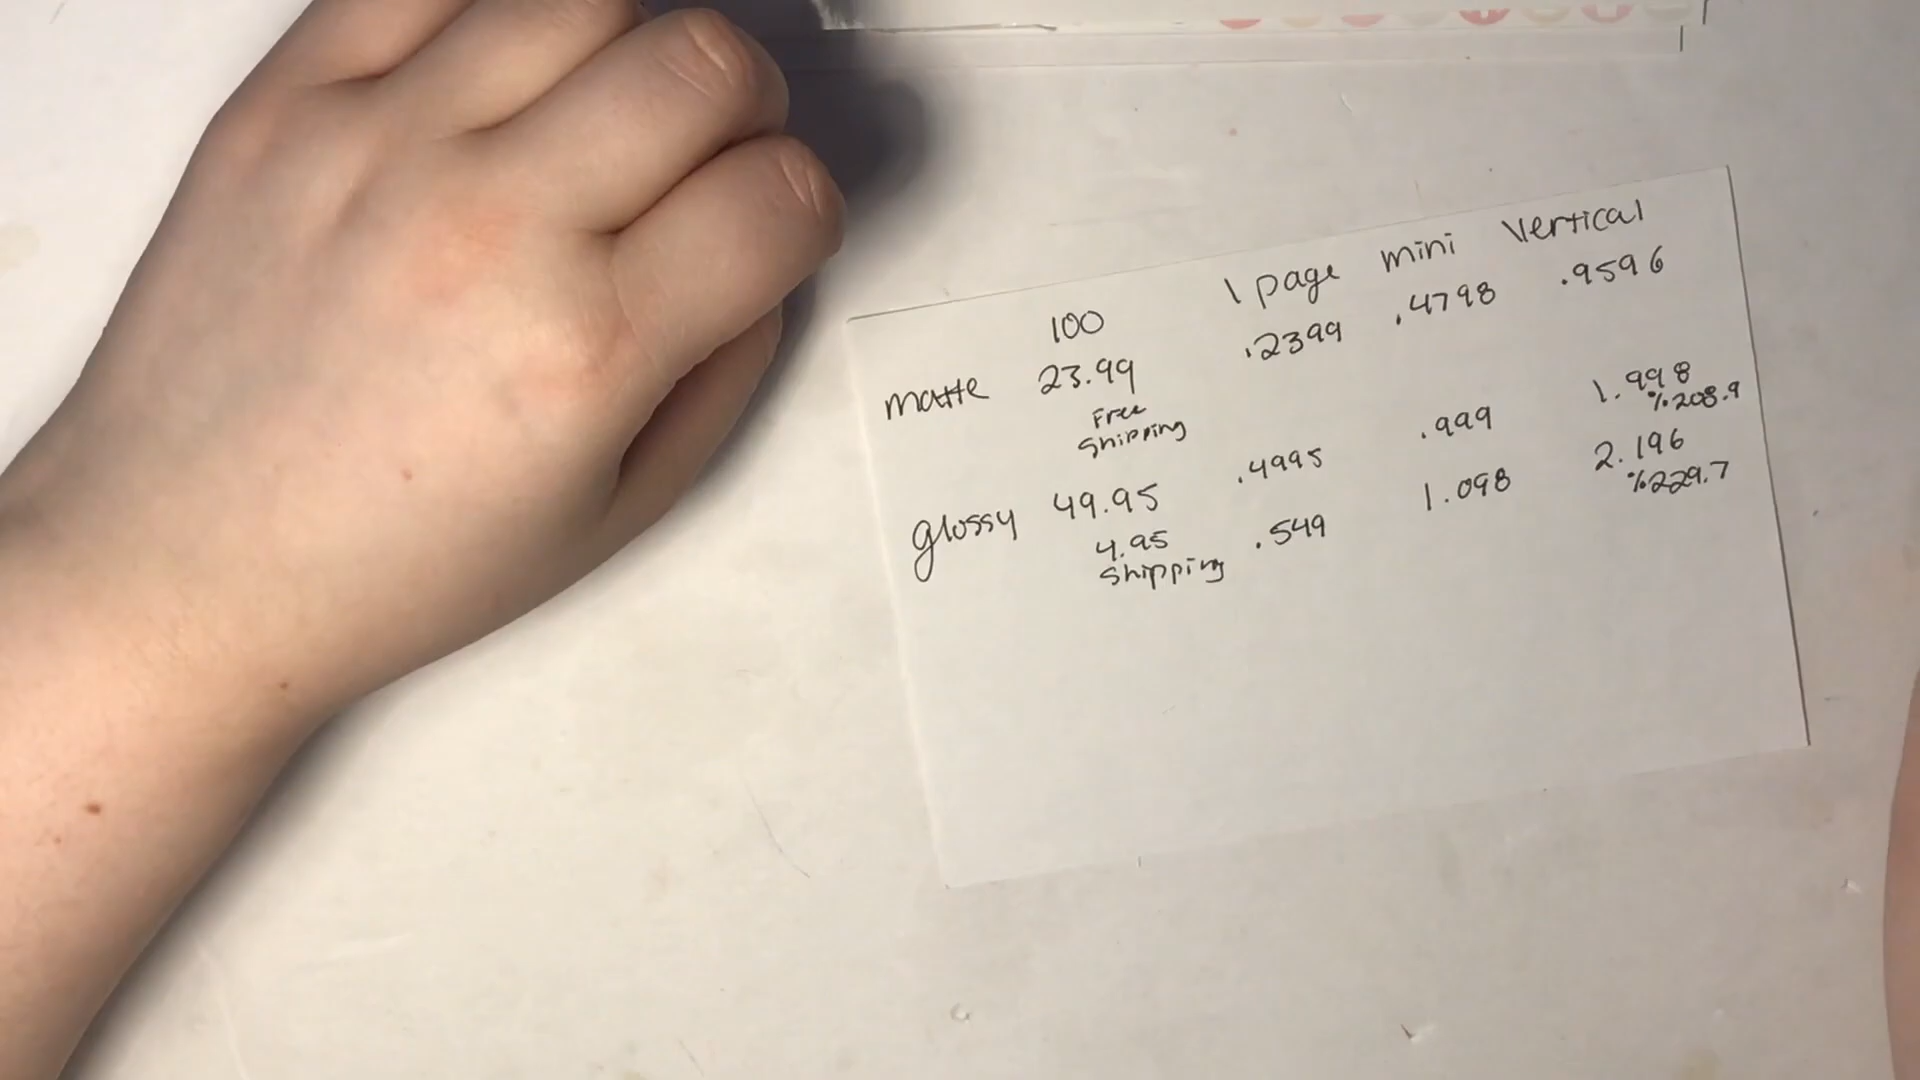 100 1 page mini vertical
matte 23.99 .2399 .4798 .9596
Free
Shipping
glossy 49.95 .4995 .999 1.998
%208.9
4.95 .549 1.098 2.196
Shipping %229.7